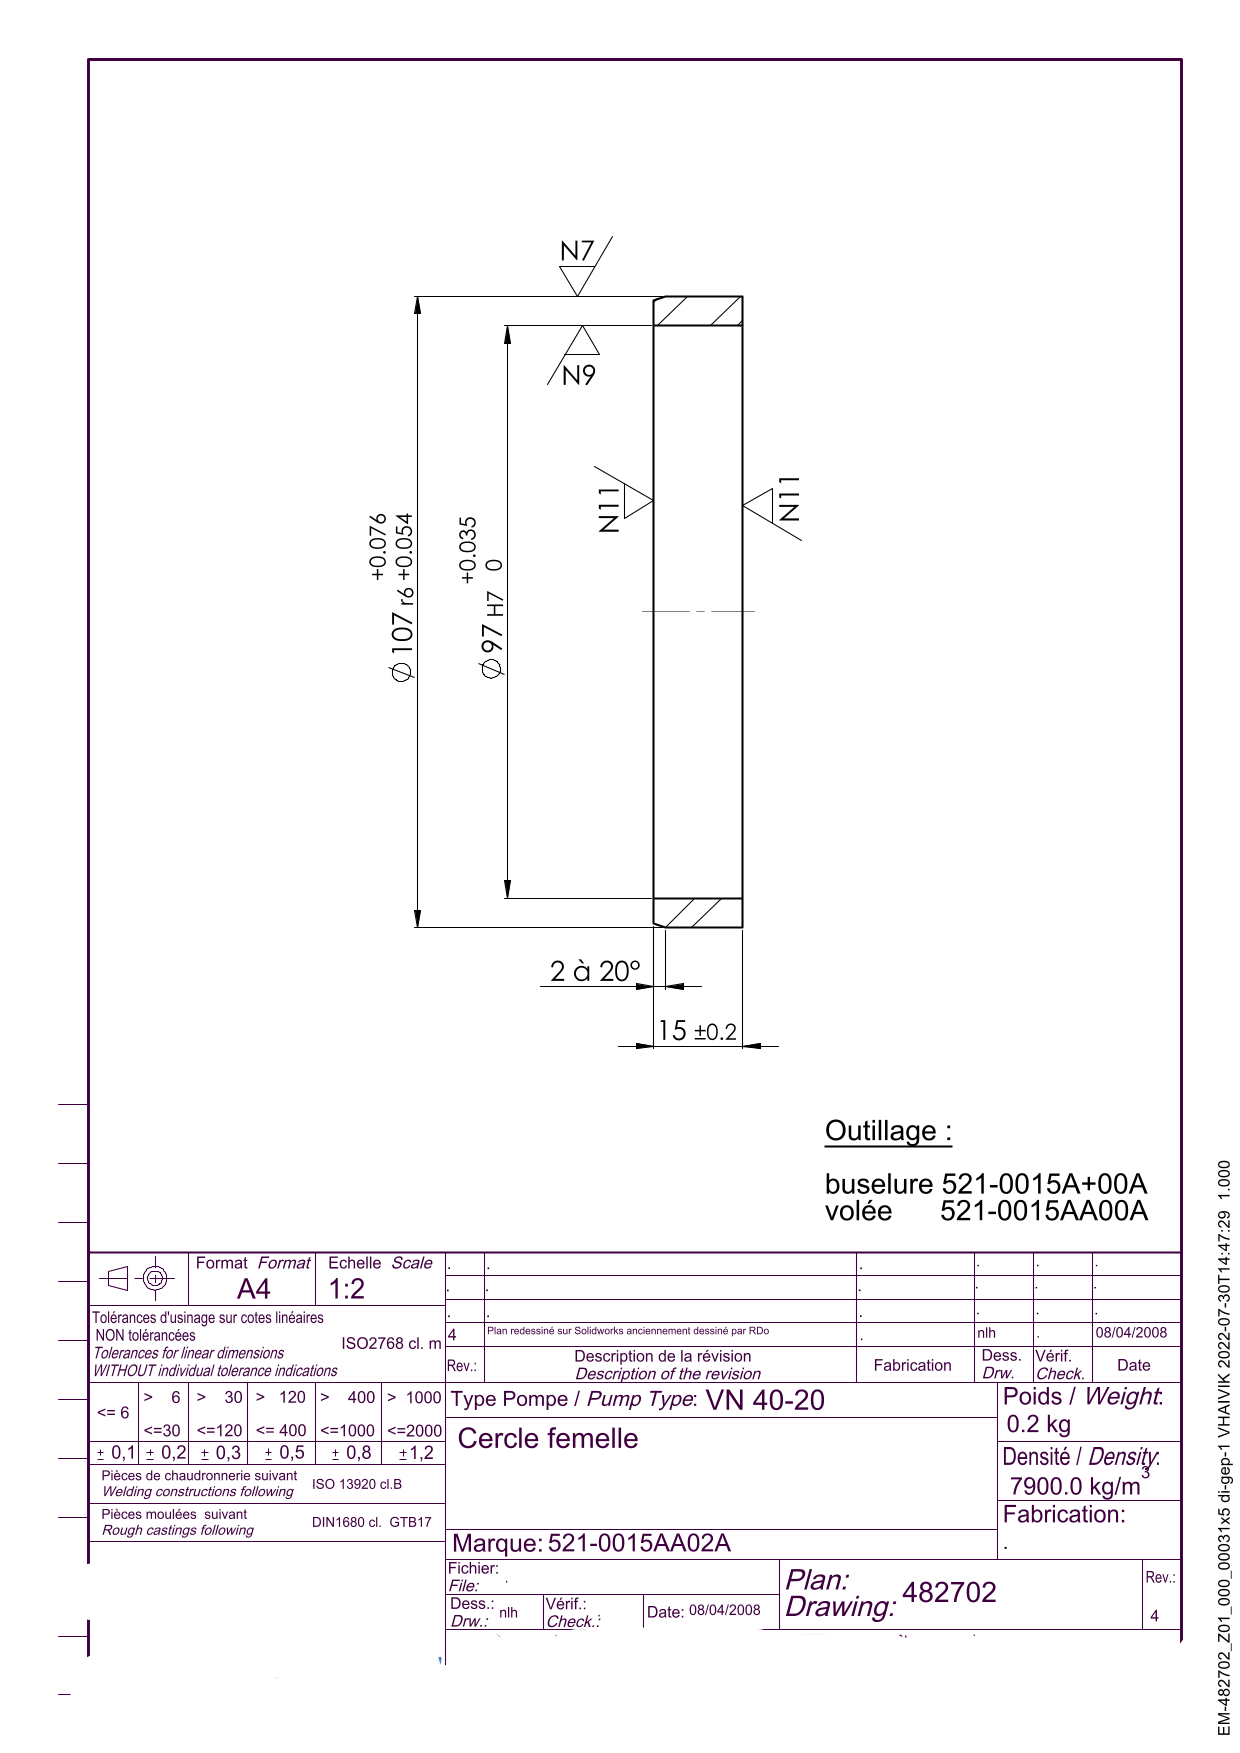 N7
N9
N11
N11
+0.076
⌀107 r6 +0.054
+0.035
⌀97 H7 0
2 à 20°
15 ±0.2
Outillage :
buselure 521-0015A+00A
volée 521-0015AA00A
Format Format
A4
Echelle Scale
1:2
Tolérances d'usinage sur cotes linéaires
NON tolérancées
Tolerances for linear dimensions
WITHOUT individual tolerance indications
ISO2768 cl. m
<= 6 > 6 > 30 > 120 > 400 > 1000
<=30 <=120 <= 400 <=1000 <=2000
± 0,1 ± 0,2 ± 0,3 ± 0,5 ± 0,8 ±1,2
Pièces de chaudronnerie suivant
Welding constructions following
ISO 13920 cl.B
Pièces moulées suivant
Rough castings following
DIN1680 cl. GTB17
. . . . . .
. . . . . .
. . . . . .
4 Plan redessiné sur Solidworks anciennement dessiné par RDo . nlh . 08/04/2008
Rev.:
Description de la révision
Description of the revision
Fabrication
Dess.
Drw.
Vérif.
Check.
Date
Type Pompe / Pump Type: VN 40-20
Cercle femelle
Marque: 521-0015AA02A
Poids / Weight:
0.2 kg
Densité / Density:
7900.0 kg/m³
Fabrication:
.
Fichier:
File: .
Dess.:
Drw.: nlh
Vérif.:
Check.:
Date: 08/04/2008
Plan:
Drawing: 482702
Rev.:
4
EM-482702_Z01_000_00031x5 di-gep-1 VHAIVIK 2022-07-30T14:47:29 1.000